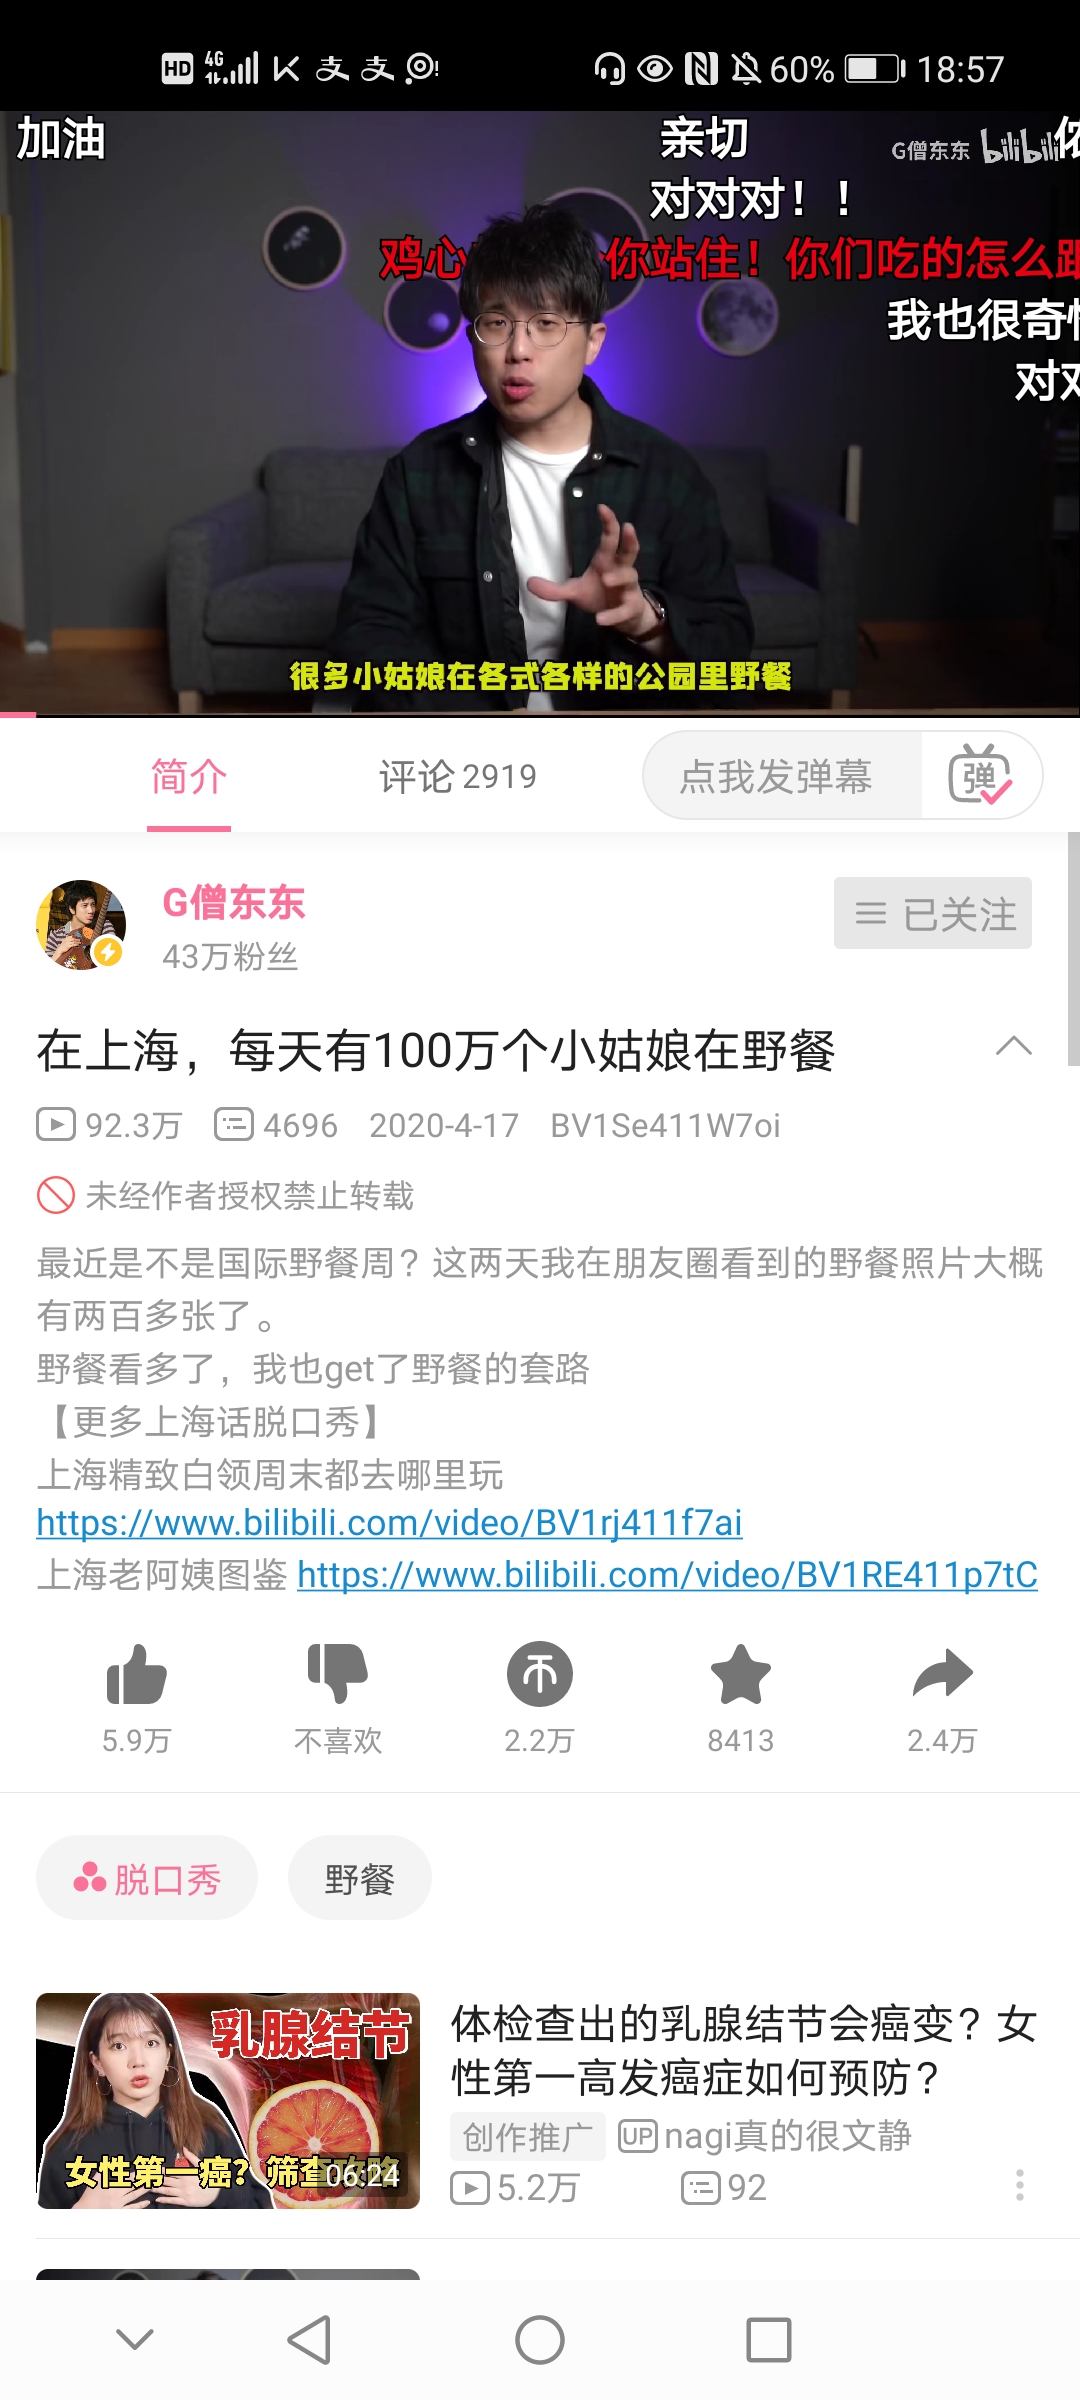 HD 4G 60% 18:57
加油
亲切
G僧东东 bilibili
对对对！！
鸡心 你站住！你们吃的怎么跟
我也很奇怪
对对
很多小姑娘在各式各样的公园里野餐
简介 评论 2919 点我发弹幕 弹
G僧东东
43万粉丝
已关注
在上海，每天有100万个小姑娘在野餐
92.3万 4696 2020-4-17 BV1Se411W7oi
未经作者授权禁止转载
最近是不是国际野餐周？这两天我在朋友圈看到的野餐照片大概
有两百多张了。
野餐看多了，我也get了野餐的套路
【更多上海话脱口秀】
上海精致白领周末都去哪里玩
https://www.bilibili.com/video/BV1rj411f7ai
上海老阿姨图鉴 https://www.bilibili.com/video/BV1RE411p7tC
5.9万 不喜欢 2.2万 8413 2.4万
脱口秀 野餐
乳腺结节
女性第一癌？筛查攻略
06:24
体检查出的乳腺结节会癌变？女
性第一高发癌症如何预防？
创作推广 UP nagi真的很文静
5.2万 92